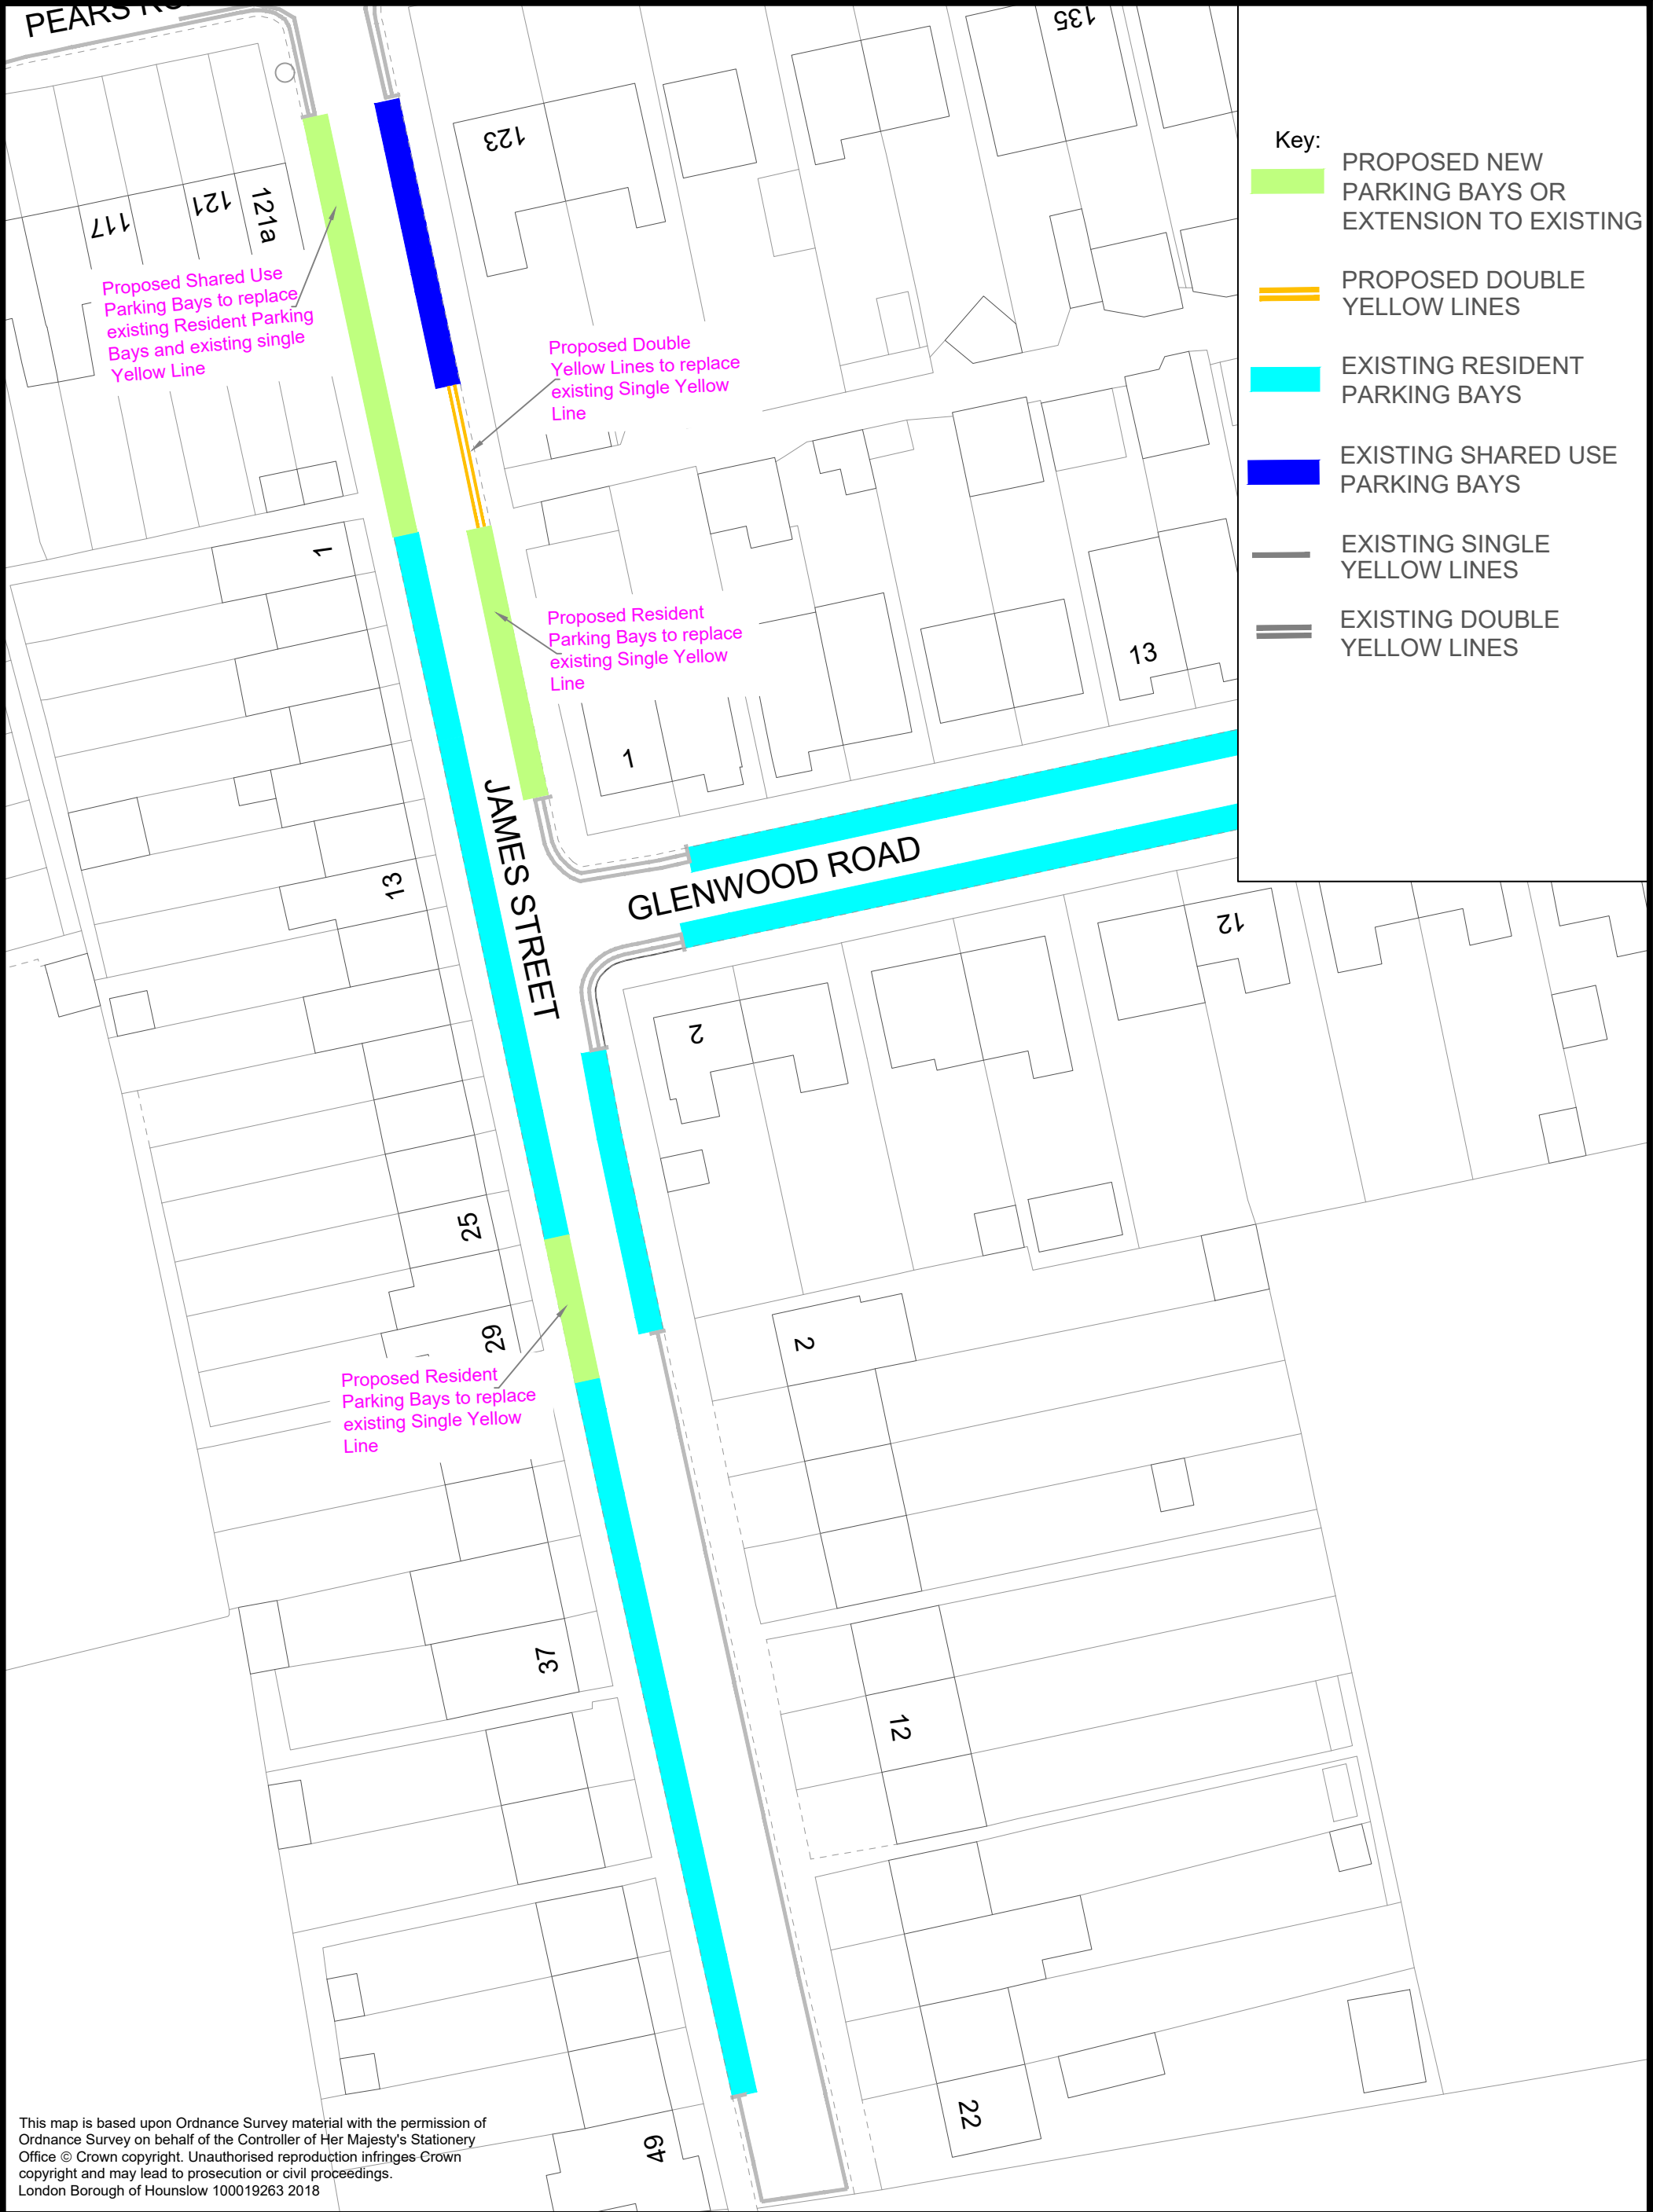 PEARS
135
123
117
121
121a
Proposed Shared Use
Parking Bays to replace
existing Resident Parking
Bays and existing single
Yellow Line
Proposed Double
Yellow Lines to replace
existing Single Yellow
Line
1
Proposed Resident
Parking Bays to replace
existing Single Yellow
Line
13
1
JAMES STREET
GLENWOOD ROAD
13
12
2
25
29
2
Proposed Resident
Parking Bays to replace
existing Single Yellow
Line
37
12
22
49
Key:
PROPOSED NEW
PARKING BAYS OR
EXTENSION TO EXISTING
PROPOSED DOUBLE
YELLOW LINES
EXISTING RESIDENT
PARKING BAYS
EXISTING SHARED USE
PARKING BAYS
EXISTING SINGLE
YELLOW LINES
EXISTING DOUBLE
YELLOW LINES
This map is based upon Ordnance Survey material with the permission of
Ordnance Survey on behalf of the Controller of Her Majesty's Stationery
Office © Crown copyright. Unauthorised reproduction infringes Crown
copyright and may lead to prosecution or civil proceedings.
London Borough of Hounslow 100019263 2018